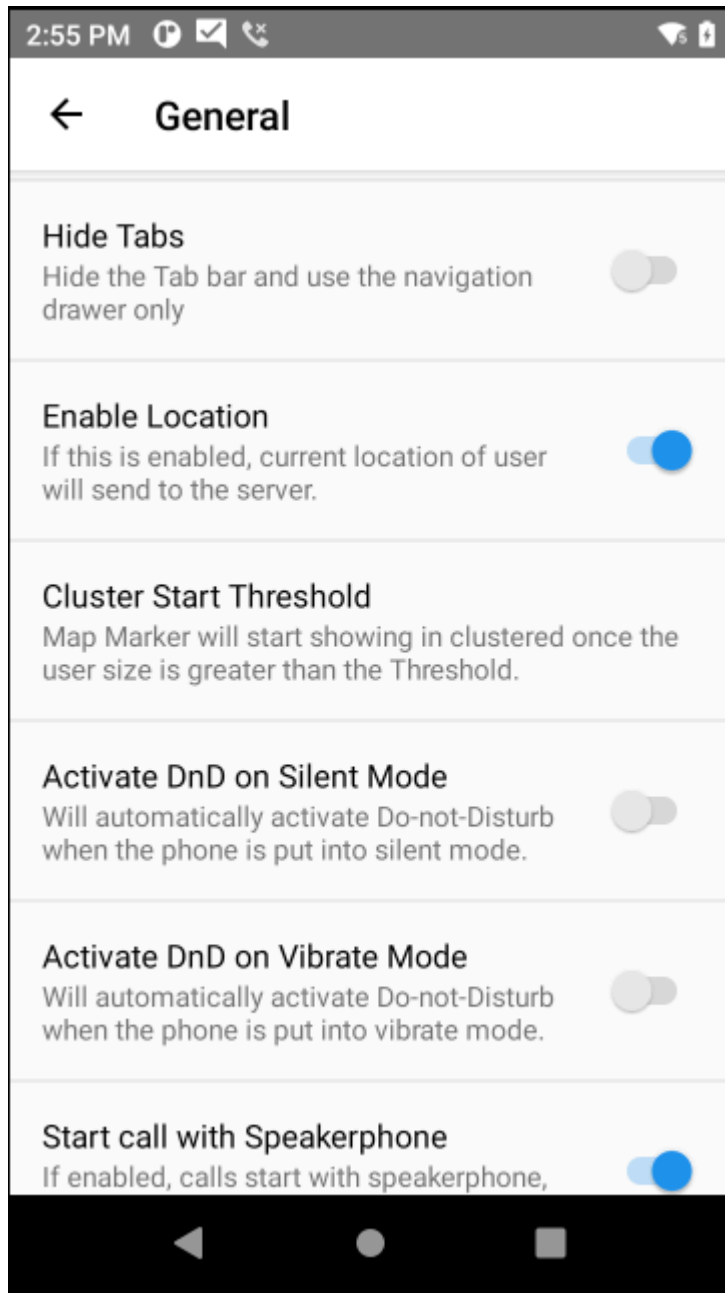 2:55 PM
General
Hide Tabs
Hide the Tab bar and use the navigation
drawer only
Enable Location
If this is enabled, current location of user
will send to the server.
Cluster Start Threshold
Map Marker will start showing in clustered once the
user size is greater than the Threshold.
Activate DnD on Silent Mode
Will automatically activate Do-not-Disturb
when the phone is put into silent mode.
Activate DnD on Vibrate Mode
Will automatically activate Do-not-Disturb
when the phone is put into vibrate mode.
Start call with Speakerphone
If enabled, calls start with speakerphone,